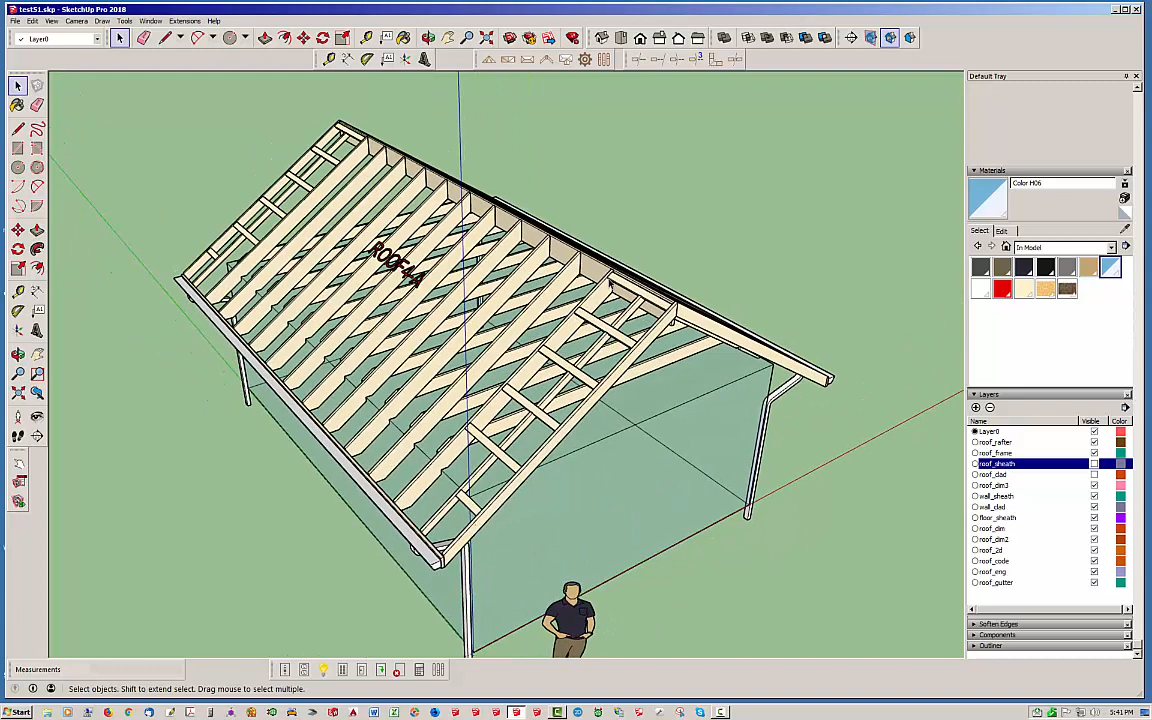 test51.skp - SketchUp Pro 2018
File Edit View Camera Draw Tools Window Extensions Help
Layer0
3
Default Tray
Materials
Color H06
Select Edit
In Model
ROOF44
Layers
Name Visible Color
Layer0
roof_rafter
roof_frame
roof_sheath
roof_clad
roof_dim3
wall_sheath
wall_clad
floor_sheath
roof_dim
roof_dim2
roof_2d
roof_code
roof_eng
roof_gutter
Soften Edges
Components
Outliner
Measurements
Select objects. Shift to extend select. Drag mouse to select multiple.
Start
5:41 PM